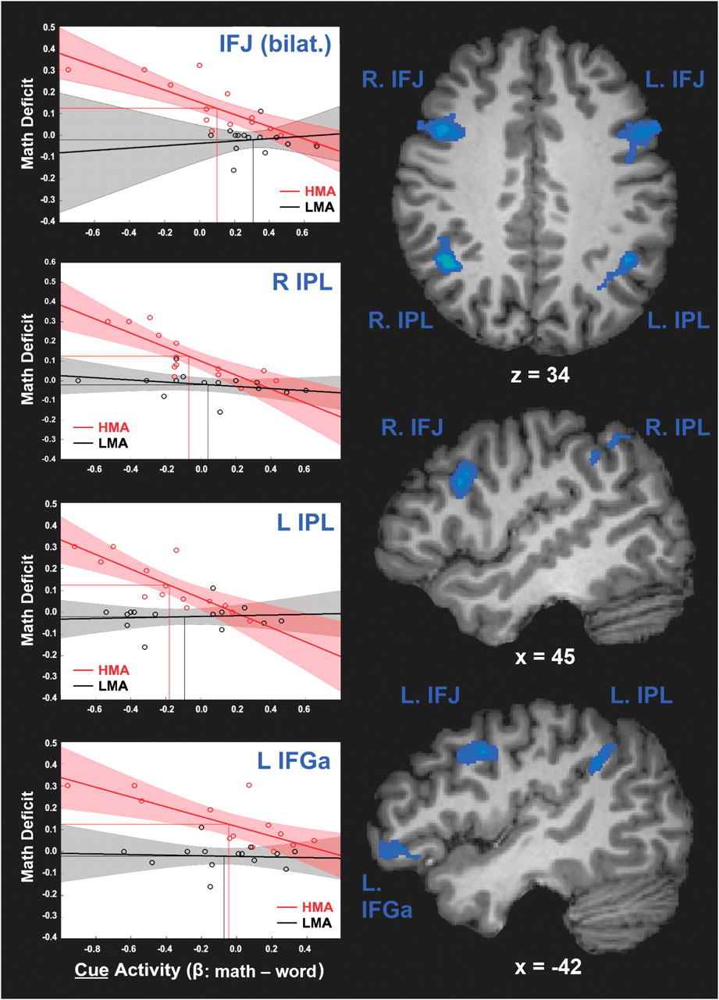 IFJ (bilat.)
Math Deficit
0.5
0.4
0.3
0.2
0.1
0.0
-0.1
-0.2
-0.3
-0.4
HMA
LMA
-0.6 -0.4 -0.2 0.0 0.2 0.4 0.6
R IPL
Math Deficit
0.6
0.5
0.4
0.3
0.2
0.1
0.0
-0.1
-0.2
-0.3
-0.4
HMA
LMA
-0.6 -0.4 -0.2 0.0 0.2 0.4 0.6
L IPL
Math Deficit
0.5
0.4
0.3
0.2
0.1
0.0
-0.1
-0.2
-0.3
-0.4
HMA
LMA
-0.6 -0.4 -0.2 0.0 0.2 0.4 0.6
L IFGa
Math Deficit
0.5
0.4
0.3
0.2
0.1
0.0
-0.1
-0.2
-0.3
-0.4
HMA
LMA
-0.8 -0.6 -0.4 -0.2 0.0 0.2 0.4
Cue Activity (β: math – word)
R. IFJ L. IFJ
R. IPL L. IPL
z = 34
R. IFJ R. IPL
x = 45
L. IFJ L. IPL
L.
IFGa
x = -42